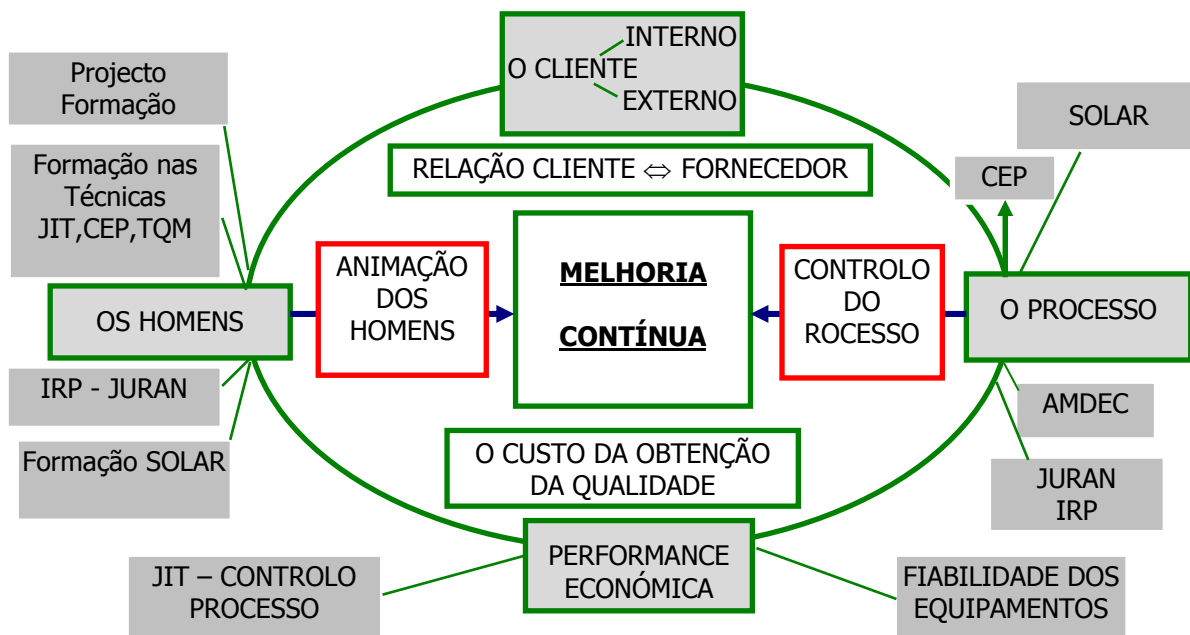 INTERNO
O CLIENTE
EXTERNO
Projecto
Formação
SOLAR
Formação nas
Técnicas
JIT,CEP,TQM
RELAÇÃO CLIENTE ⇔ FORNECEDOR
CEP
OS HOMENS
ANIMAÇÃO
DOS
HOMENS
MELHORIA
CONTÍNUA
CONTROLO
DO
ROCESSO
O PROCESSO
IRP - JURAN
AMDEC
Formação SOLAR
O CUSTO DA OBTENÇÃO
DA QUALIDADE
JURAN
IRP
JIT – CONTROLO
PROCESSO
PERFORMANCE
ECONÓMICA
FIABILIDADE DOS
EQUIPAMENTOS